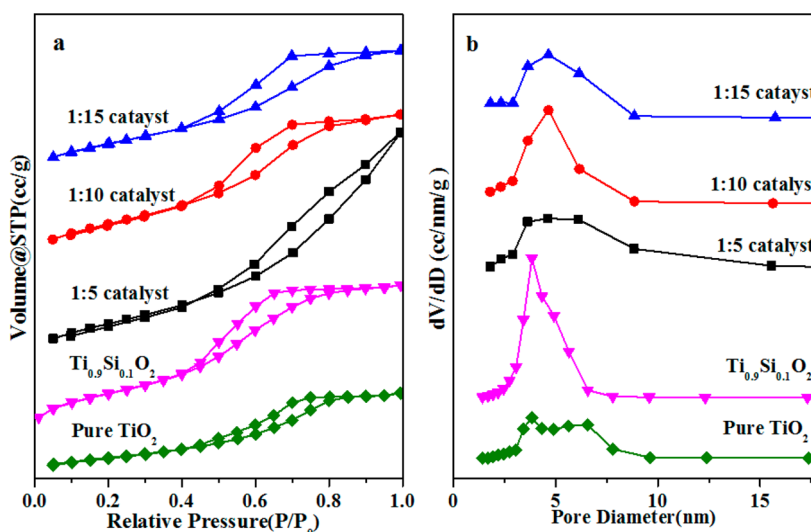 a
1:15 catayst
1:10 catalyst
1:5 catalyst
Ti0.9Si0.1O2
Pure TiO2
Volume@STP(cc/g)
0.0 0.2 0.4 0.6 0.8 1.0
Relative Pressure(P/P0)
b
1:15 catayst
1:10 catalyst
1:5 catalyst
Ti0.9Si0.1O2
Pure TiO2
dV/dD (cc/nm/g)
0 5 10 15
Pore Diameter(nm)